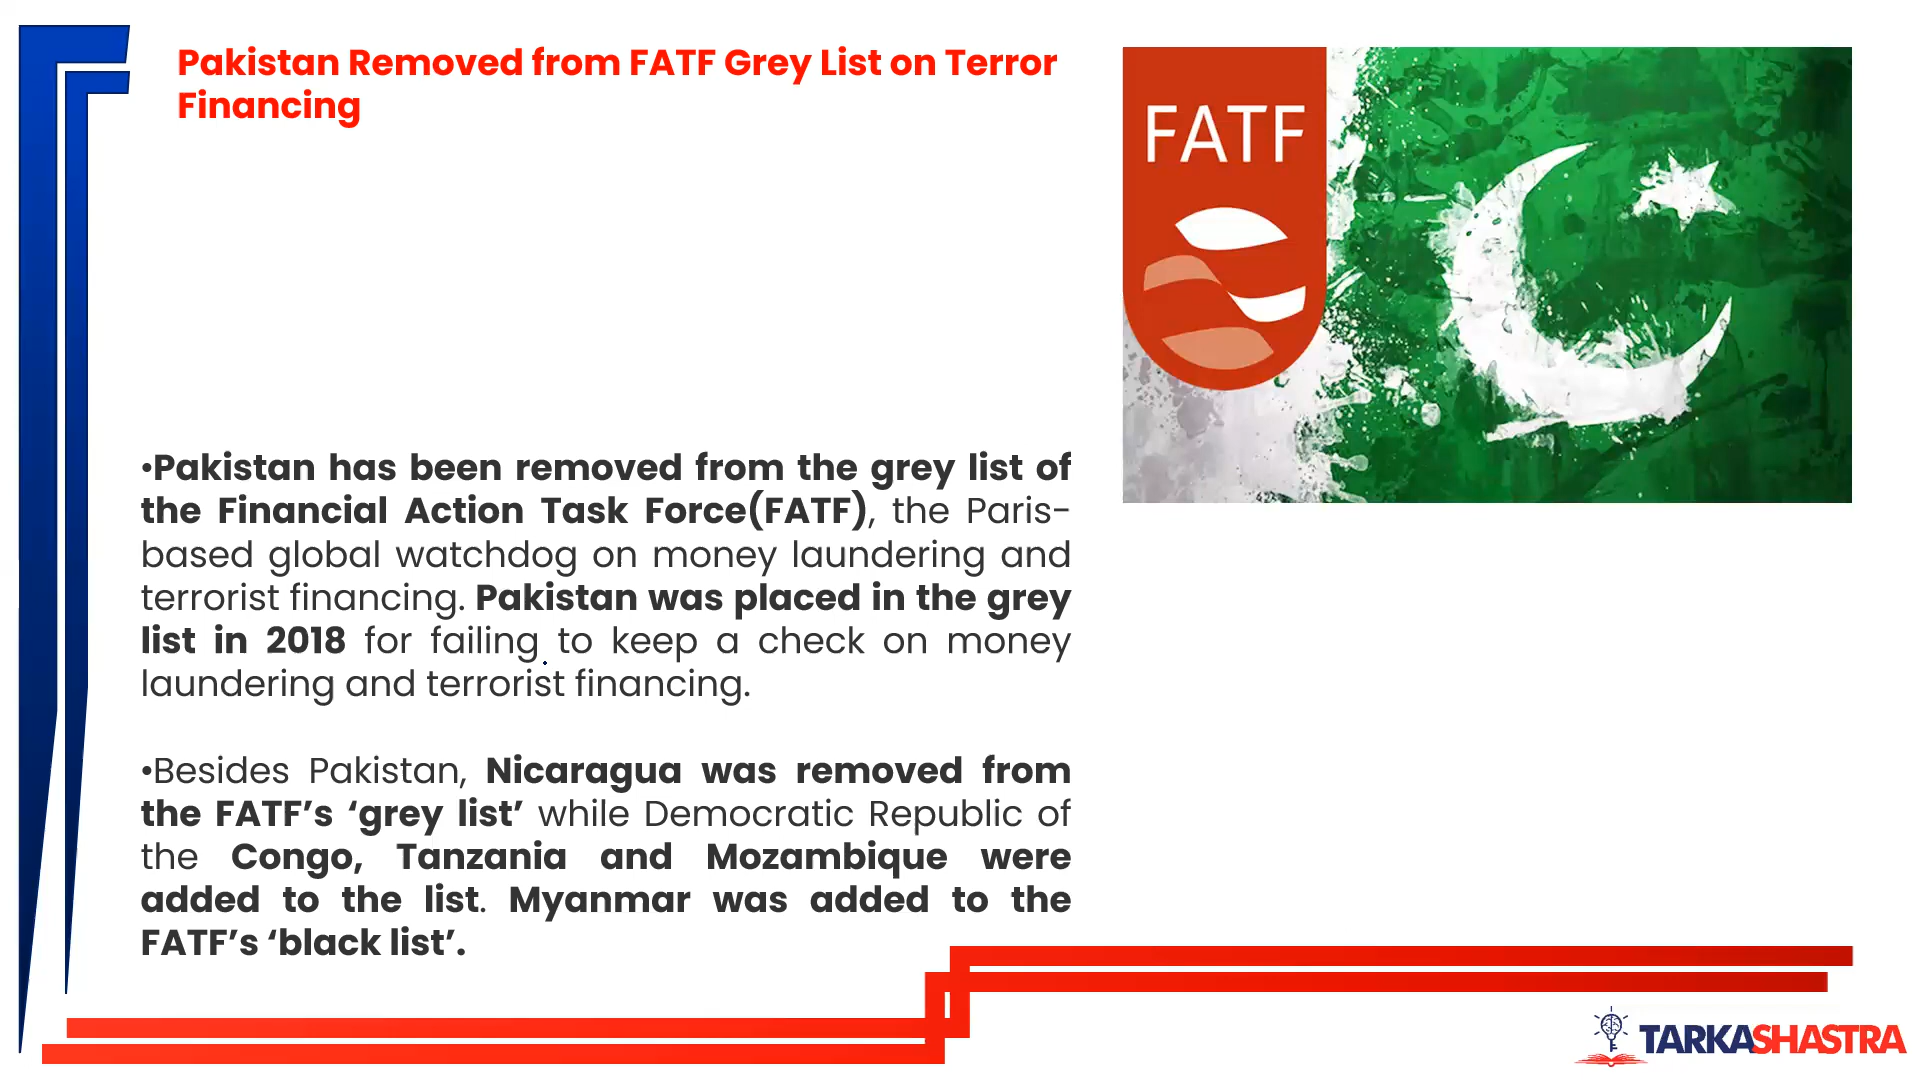 Pakistan Removed from FATF Grey List on Terror
Financing
FATF
•Pakistan has been removed from the grey list of
the Financial Action Task Force(FATF), the Paris-
based global watchdog on money laundering and
terrorist financing. Pakistan was placed in the grey
list in 2018 for failing to keep a check on money
laundering and terrorist financing.
•Besides Pakistan, Nicaragua was removed from
the FATF’s ‘grey list’ while Democratic Republic of
the Congo, Tanzania and Mozambique were
added to the list. Myanmar was added to the
FATF’s ‘black list’.
TARKASHASTRA